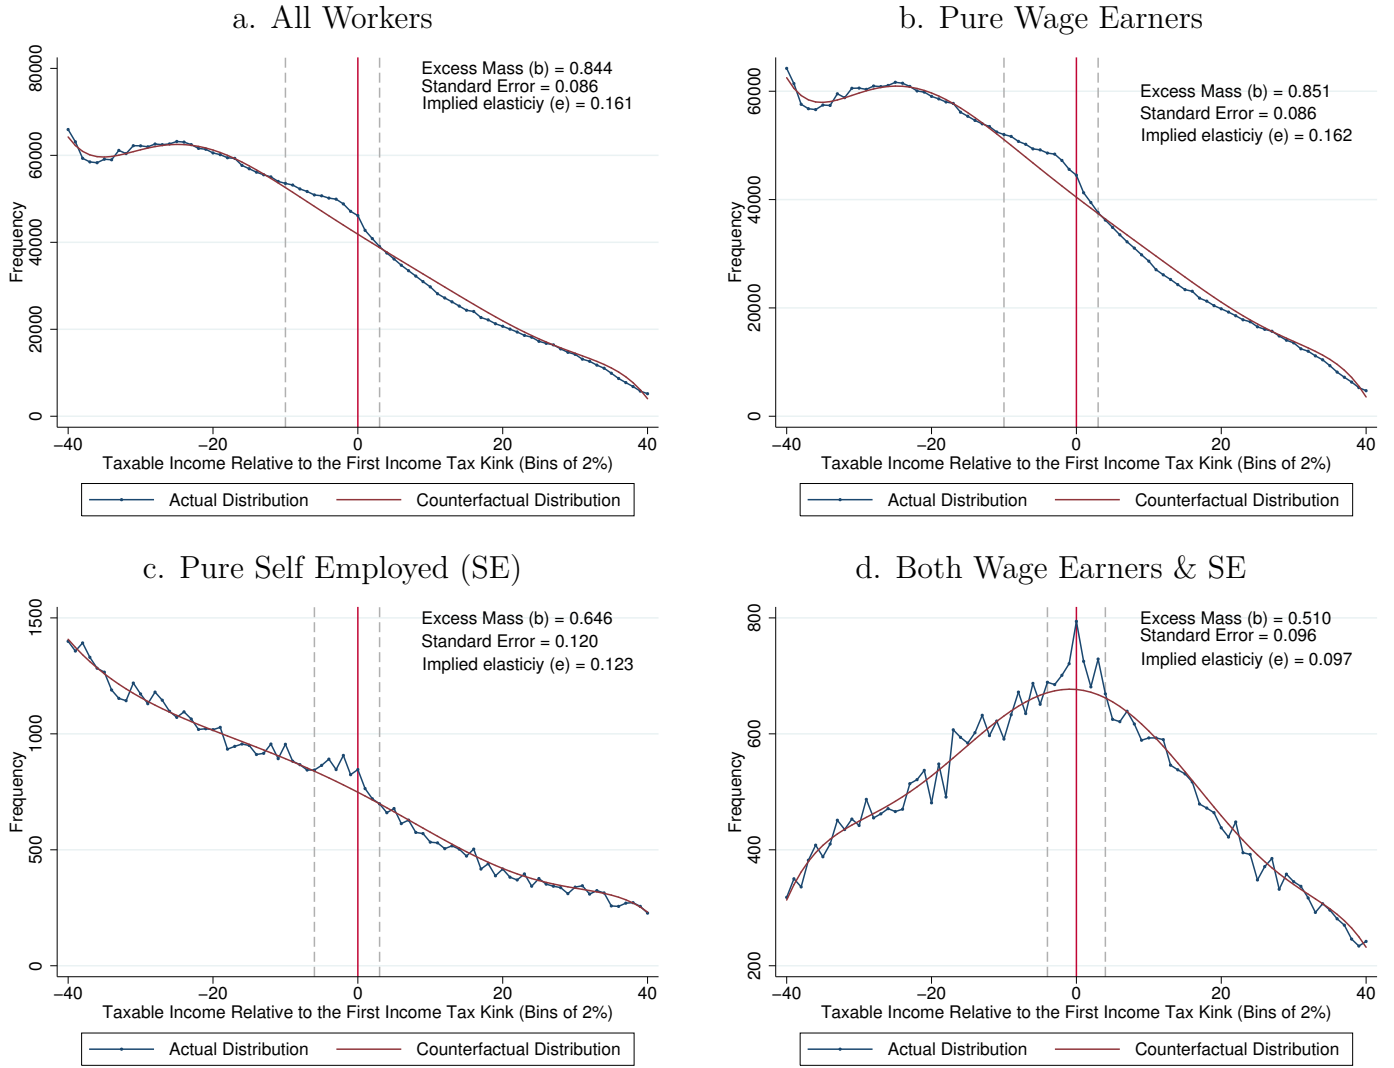 a. All Workers
Excess Mass (b) = 0.844
Standard Error = 0.086
Implied elasticiy (e) = 0.161
Frequency
80000
60000
40000
20000
0
−40
−20
0
20
40
Taxable Income Relative to the First Income Tax Kink (Bins of 2%)
Actual Distribution
Counterfactual Distribution
b. Pure Wage Earners
Excess Mass (b) = 0.851
Standard Error = 0.086
Implied elasticiy (e) = 0.162
Frequency
60000
40000
20000
0
−40
−20
0
20
40
Taxable Income Relative to the First Income Tax Kink (Bins of 2%)
Actual Distribution
Counterfactual Distribution
c. Pure Self Employed (SE)
Excess Mass (b) = 0.646
Standard Error = 0.120
Implied elasticiy (e) = 0.123
Frequency
1500
1000
500
0
−40
−20
0
20
40
Taxable Income Relative to the First Income Tax Kink (Bins of 2%)
Actual Distribution
Counterfactual Distribution
d. Both Wage Earners & SE
Excess Mass (b) = 0.510
Standard Error = 0.096
Implied elasticiy (e) = 0.097
Frequency
800
600
400
200
−40
−20
0
20
40
Taxable Income Relative to the First Income Tax Kink (Bins of 2%)
Actual Distribution
Counterfactual Distribution